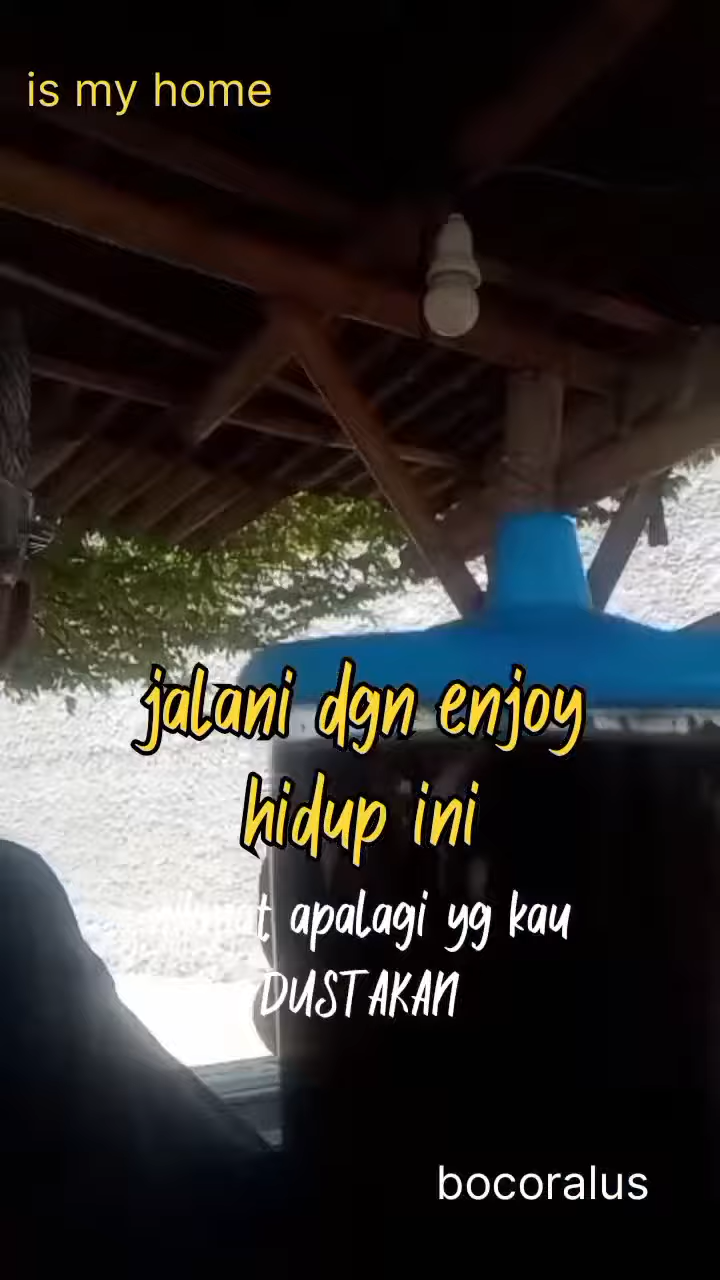 is my home
jalani dgn enjoy
hidup ini
apalagi yg kau
DUSTAKAN
bocoralus